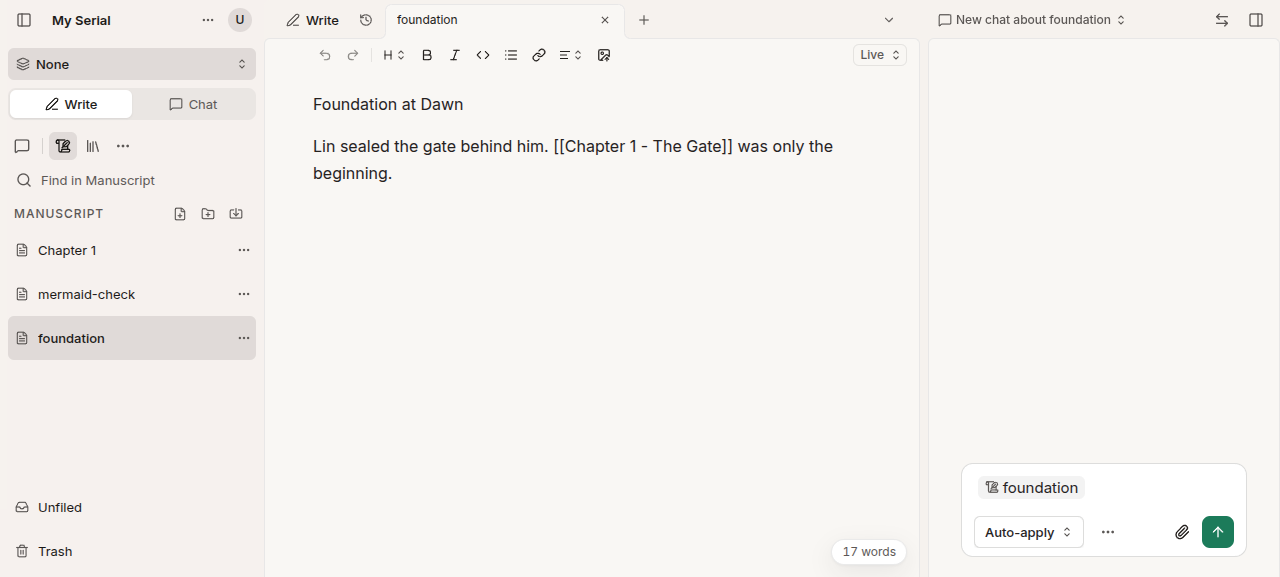 My Serial
U
None
Write
Chat
Find in Manuscript
MANUSCRIPT
Chapter 1
mermaid-check
foundation
Unfiled
Trash
Write
foundation
H
B
I
Live
Foundation at Dawn
Lin sealed the gate behind him. [[Chapter 1 - The Gate]] was only the
beginning.
17 words
New chat about foundation
foundation
Auto-apply